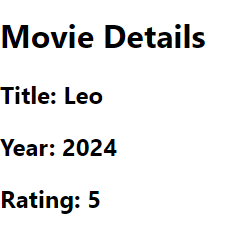 Movie Details
Title: Leo
Year: 2024
Rating: 5